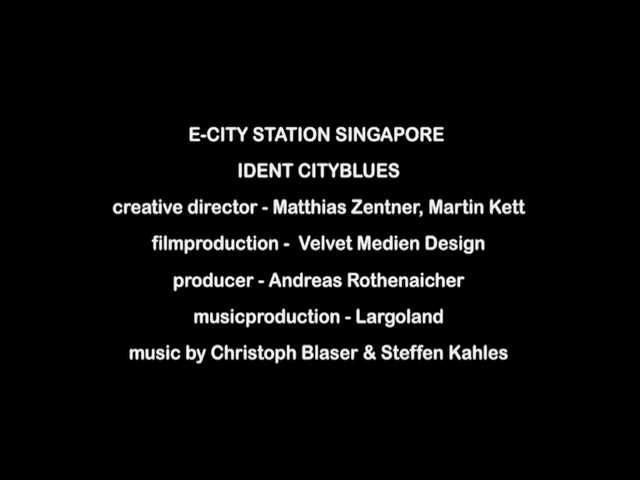 E-CITY STATION SINGAPORE
IDENT CITYBLUES
creative director - Matthias Zentner, Martin Kett
filmproduction -  Velvet Medien Design
producer - Andreas Rothenaicher
musicproduction - Largoland
music by Christoph Blaser & Steffen Kahles